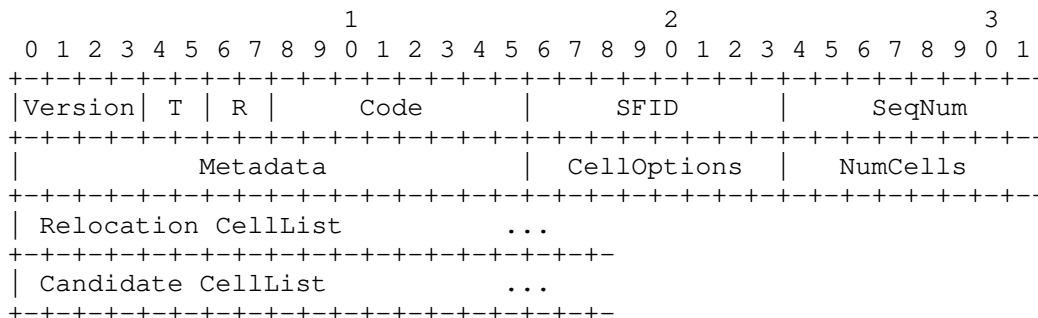 1                   2                   3
 0 1 2 3 4 5 6 7 8 9 0 1 2 3 4 5 6 7 8 9 0 1 2 3 4 5 6 7 8 9 0 1
+-+-+-+-+-+-+-+-+-+-+-+-+-+-+-+-+-+-+-+-+-+-+-+-+-+-+-+-+-+-+-+-
|Version| T | R |     Code      |     SFID      |     SeqNum
+-+-+-+-+-+-+-+-+-+-+-+-+-+-+-+-+-+-+-+-+-+-+-+-+-+-+-+-+-+-+-+-
|           Metadata            |  CellOptions  |   NumCells
+-+-+-+-+-+-+-+-+-+-+-+-+-+-+-+-+-+-+-+-+-+-+-+-+-+-+-+-+-+-+-+-
| Relocation CellList          ...
+-+-+-+-+-+-+-+-+-+-+-+-+-+-+-+-+-+-
| Candidate CellList           ...
+-+-+-+-+-+-+-+-+-+-+-+-+-+-+-+-+-+-